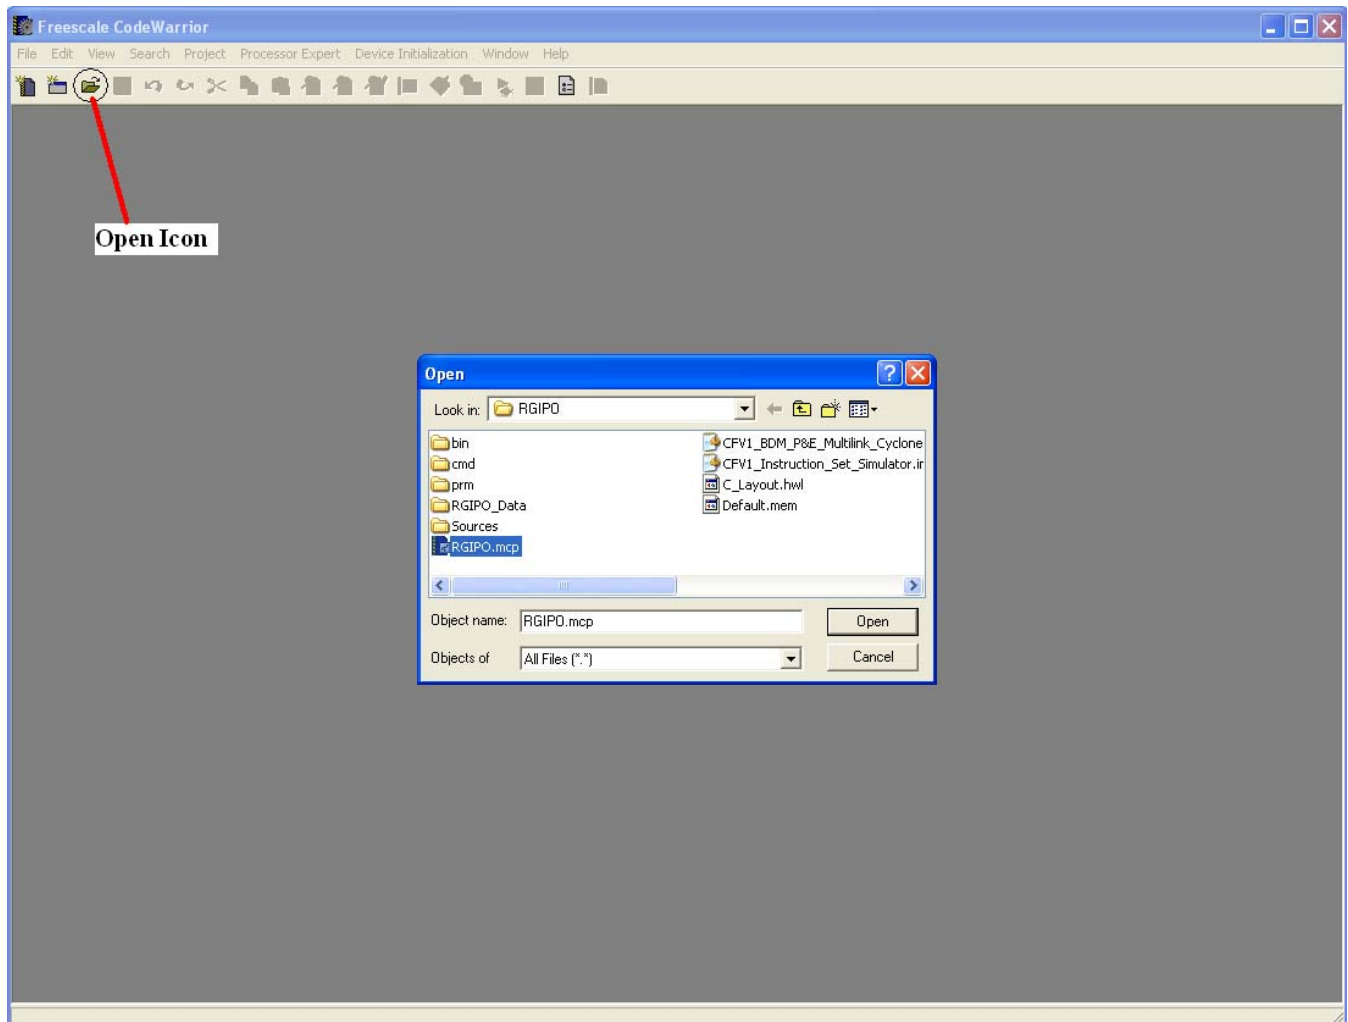 Freescale CodeWarrior
File Edit View Search Project Processor Expert Device Initialization Window Help
Open Icon
Open
Look in: RGIPO
bin
cmd
prm
RGIPO_Data
Sources
RGIPO.mcp
CFV1_BDM_P&E_Multilink_Cyclone
CFV1_Instruction_Set_Simulator.ir
C_Layout.hwl
Default.mem
Object name: RGIPO.mcp Open
Objects of All Files (*.*) Cancel